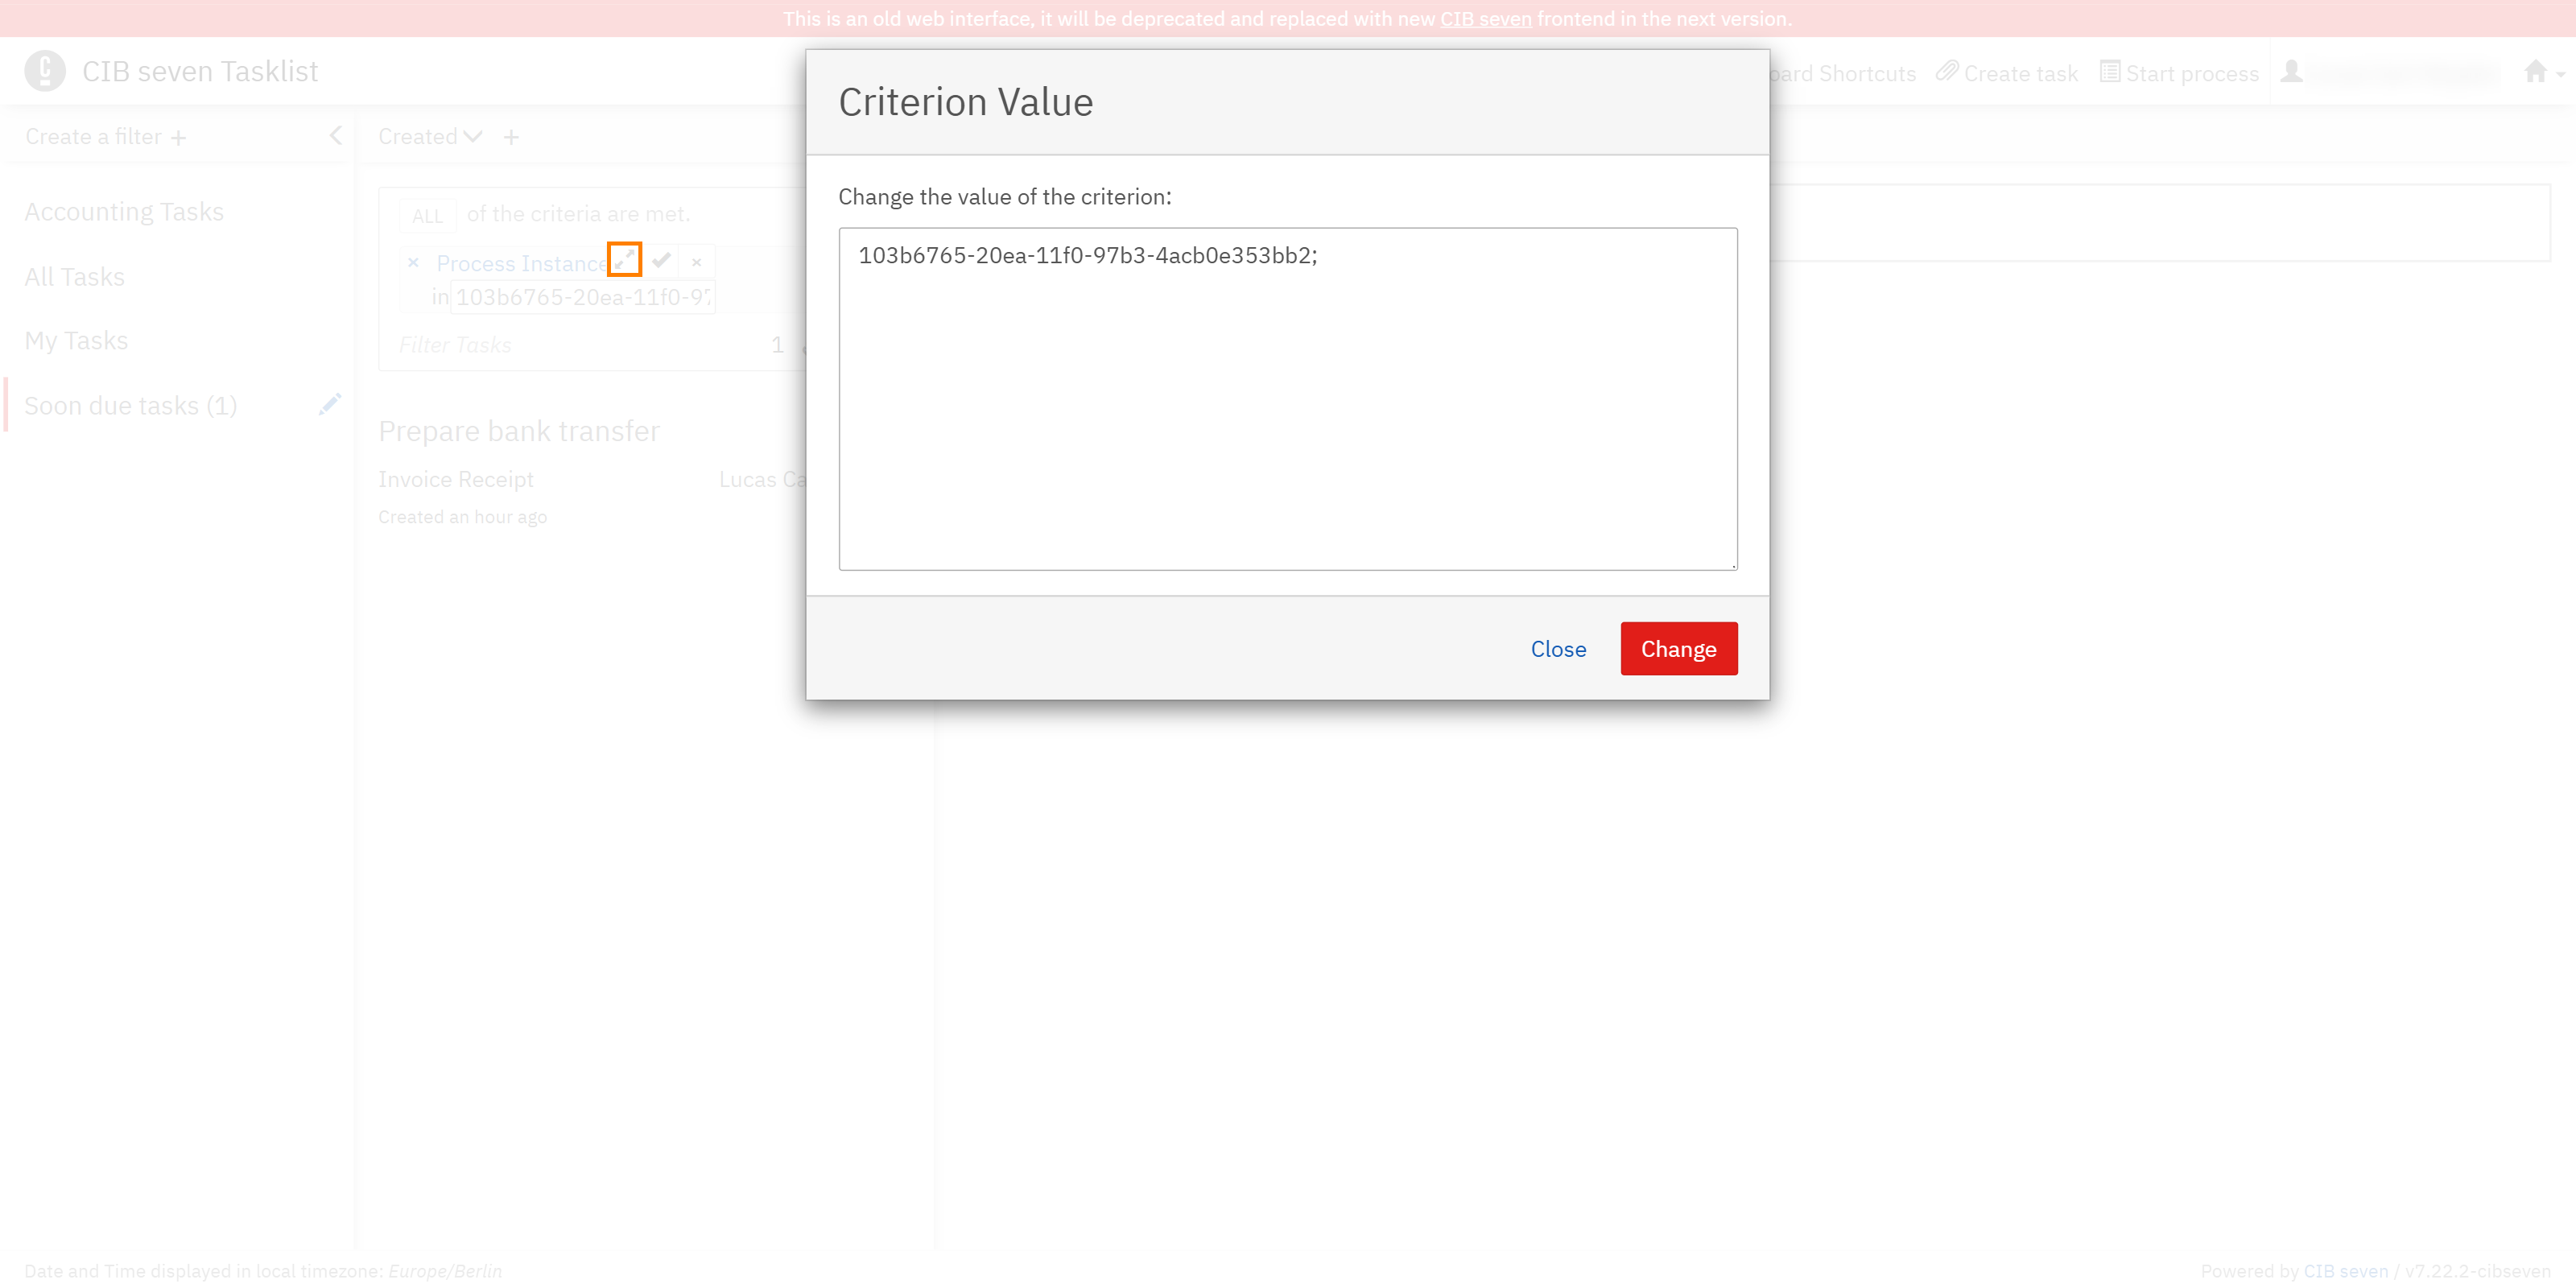 This is an old web interface, it will be deprecated and replaced with new CIB seven frontend in the next version.
CIB seven Tasklist
Shortcuts
Create task
Start process
Create a filter +
Created
+
Criterion Value
Change the value of the criterion:
103b6765-20ea-11f0-97b3-4acb0e353bb2;
Close
Change
Accounting Tasks
All Tasks
My Tasks
Soon due tasks (1)
ALL of the criteria are met.
× Process Instance ×
in 103b6765-20ea-11f0-97
Filter Tasks 1
Prepare bank transfer
Invoice Receipt Lucas
Created an hour ago
Date and Time displayed in local timezone: Europe/Berlin
Powered by CIB seven / v7.22.2-cibseven